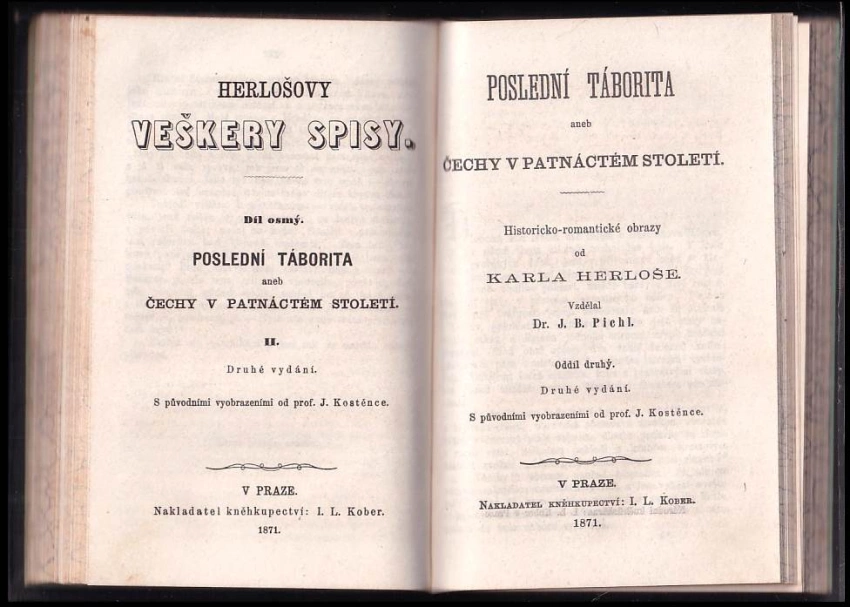 HERLOŠOVY
VEŠKERY SPISY.
Díl osmý.
POSLEDNÍ TÁBORITA
aneb
ČECHY V PATNÁCTÉM STOLETÍ.
II.
Druhé vydání.
S původními vyobrazeními od prof. J. Kostěnce.
V PRAZE.
Nakladatel kněhkupectví: I. L. Kober.
1871.
POSLEDNÍ TÁBORITA
aneb
ČECHY V PATNÁCTÉM STOLETÍ.
Historicko-romantické obrazy
od
KARLA HERLOŠE.
Vzdělal
Dr. J. B. Pichl.
Oddíl druhý.
Druhé vydání.
S původními vyobrazeními od prof. J. Kostěnce.
V PRAZE.
NAKLADATEL KNĚHKUPECTVÍ: I. L. KOBER.
1871.